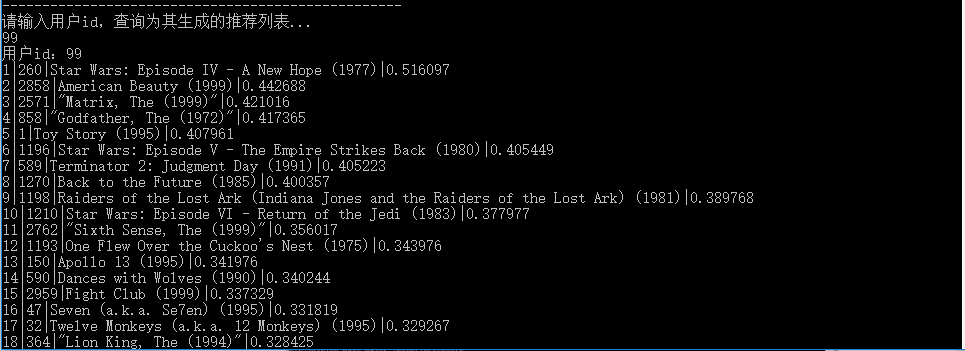 --------------------------------------------------
请输入用户id，查询为其生成的推荐列表...
99
用户id：99
1|260|Star Wars: Episode IV - A New Hope (1977)|0.516097
2|2858|American Beauty (1999)|0.442688
3|2571|"Matrix, The (1999)"|0.421016
4|858|"Godfather, The (1972)"|0.417365
5|1|Toy Story (1995)|0.407961
6|1196|Star Wars: Episode V - The Empire Strikes Back (1980)|0.405449
7|589|Terminator 2: Judgment Day (1991)|0.405223
8|1270|Back to the Future (1985)|0.400357
9|1198|Raiders of the Lost Ark (Indiana Jones and the Raiders of the Lost Ark) (1981)|0.389768
10|1210|Star Wars: Episode VI - Return of the Jedi (1983)|0.377977
11|2762|"Sixth Sense, The (1999)"|0.356017
12|1193|One Flew Over the Cuckoo's Nest (1975)|0.343976
13|150|Apollo 13 (1995)|0.341976
14|590|Dances with Wolves (1990)|0.340244
15|2959|Fight Club (1999)|0.337329
16|47|Seven (a.k.a. Se7en) (1995)|0.331819
17|32|Twelve Monkeys (a.k.a. 12 Monkeys) (1995)|0.329267
18|364|"Lion King, The (1994)"|0.328425